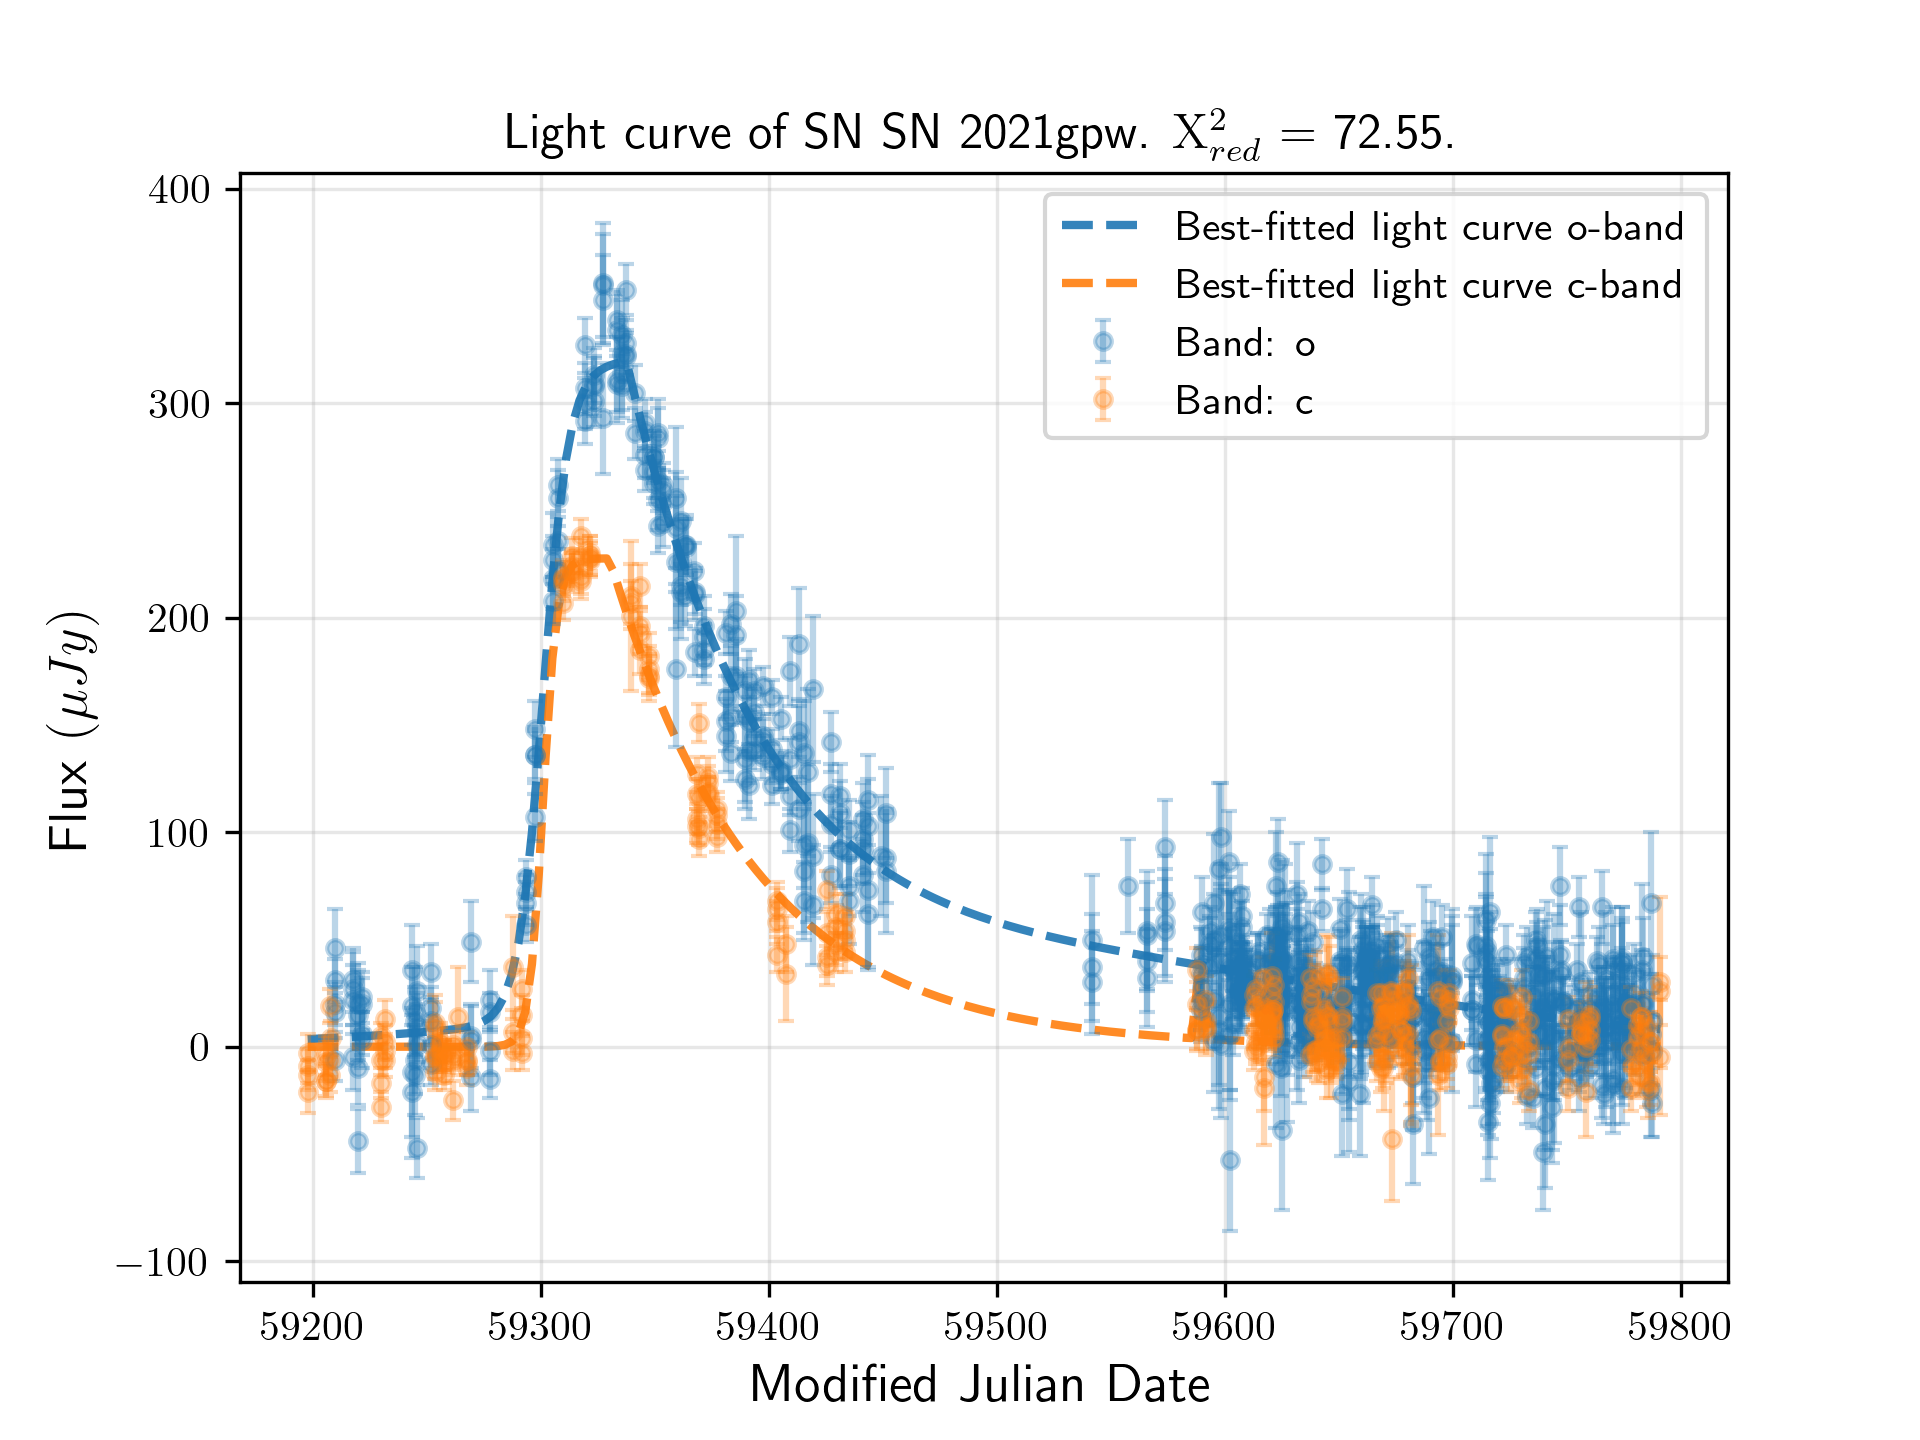 Light curve of SN SN 2021gpw. X²_red = 72.55.
Best-fitted light curve o-band
Best-fitted light curve c-band
Band: o
Band: c
400
300
200
100
0
−100
Flux (μJy)
59200 59300 59400 59500 59600 59700 59800
Modified Julian Date